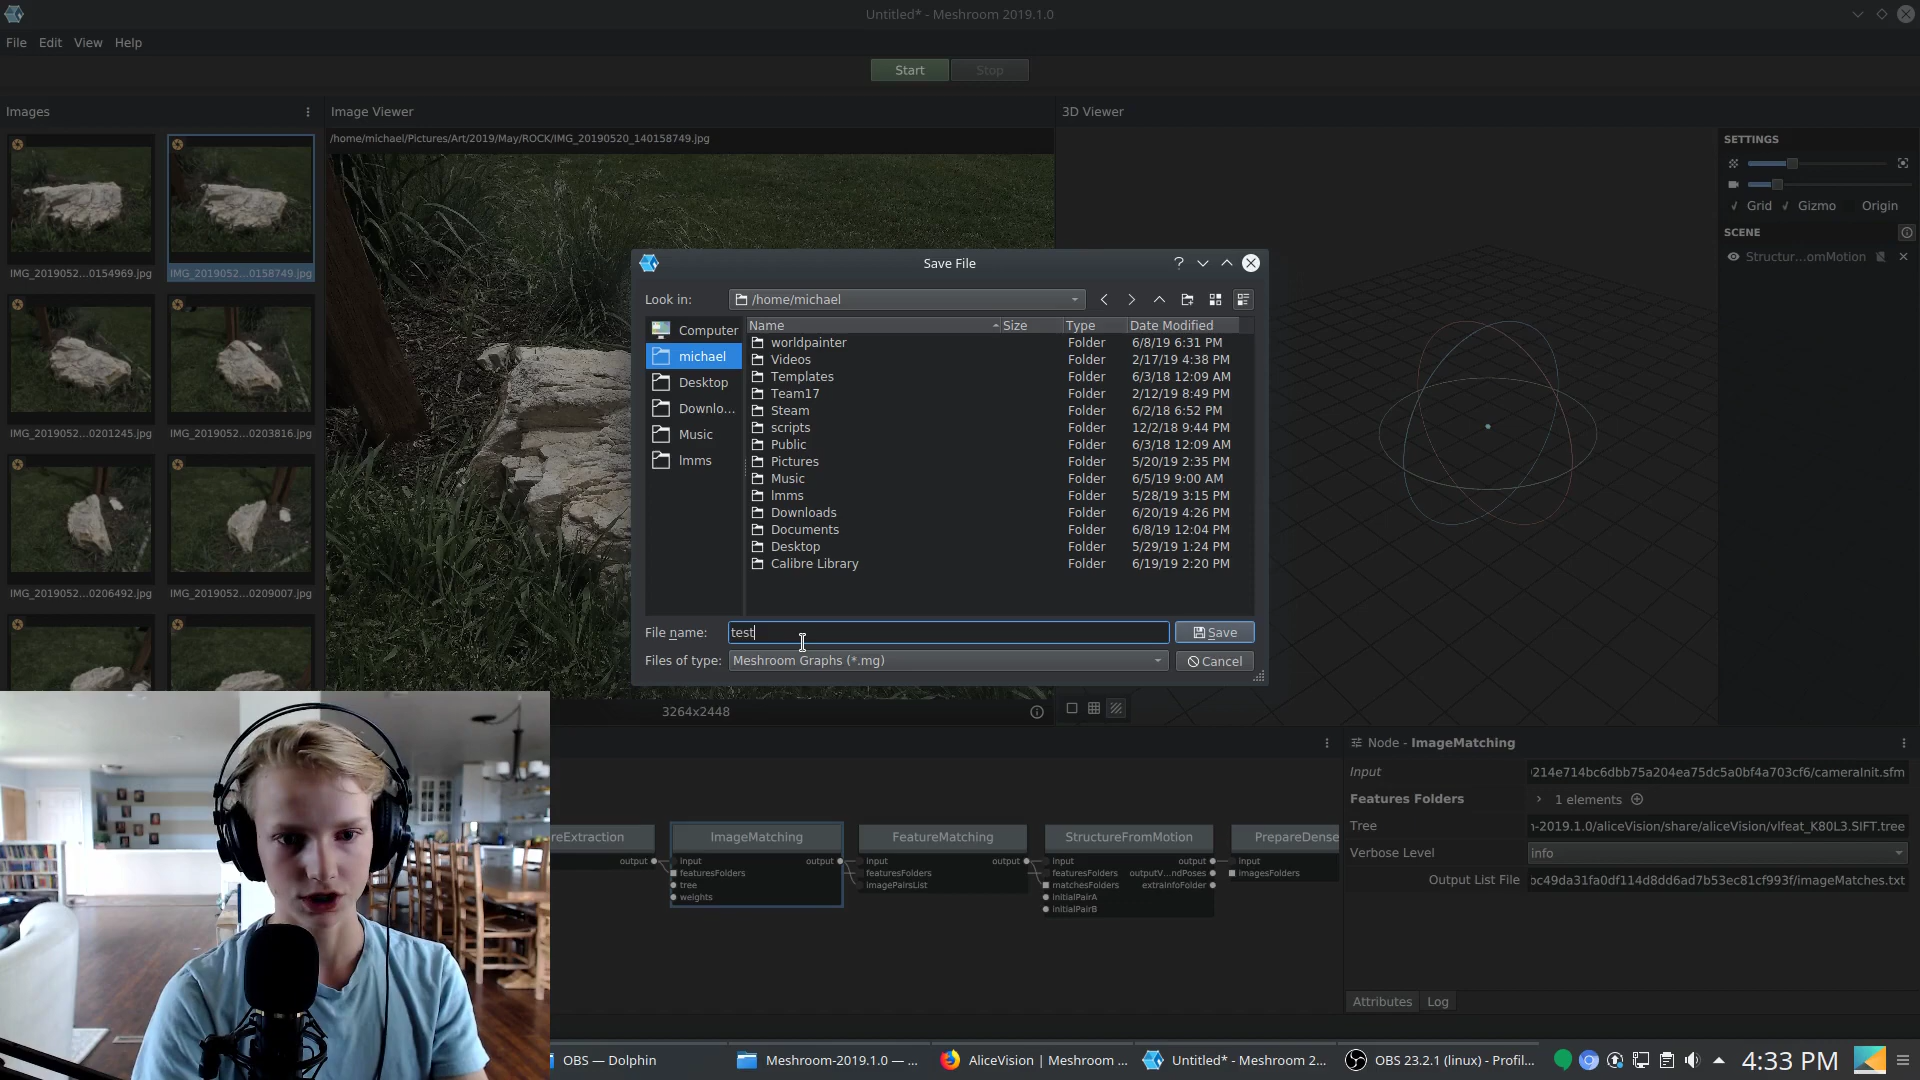 Untitled* - Meshroom 2019.1.0
File Edit View Help
Start Stop
Images
Image Viewer
3D Viewer
/home/michael/Pictures/Art/2019/May/ROCK/IMG_20190520_140158749.jpg
IMG_2019052...0154969.jpg
IMG_2019052...0158749.jpg
IMG_2019052...0201245.jpg
IMG_2019052...0203816.jpg
IMG_2019052...0206492.jpg
IMG_2019052...0209007.jpg
SETTINGS
Grid Gizmo Origin
SCENE
Structur...omMotion
Save File
Look in: /home/michael
Computer
michael
Desktop
Downlo...
Music
lmms
Name Size Type Date Modified
worldpainter Folder 6/8/19 6:31 PM
Videos Folder 2/17/19 4:38 PM
Templates Folder 6/3/18 12:09 AM
Team17 Folder 2/12/19 8:49 PM
Steam Folder 6/2/18 6:52 PM
scripts Folder 12/2/18 9:44 PM
Public Folder 6/3/18 12:09 AM
Pictures Folder 5/20/19 2:35 PM
Music Folder 6/5/19 9:00 AM
lmms Folder 5/28/19 3:15 PM
Downloads Folder 6/20/19 4:26 PM
Documents Folder 6/8/19 12:04 PM
Desktop Folder 5/29/19 1:24 PM
Calibre Library Folder 6/19/19 2:20 PM
File name: test Save
Files of type: Meshroom Graphs (*.mg) Cancel
3264x2448
reExtraction
output
ImageMatching
input output
featuresFolders
tree
weights
FeatureMatching
input output
featuresFolders
imagePairsList
StructureFromMotion
input output
featuresFolders outputV...ndPoses
matchesFolders extraInfoFolder
initialPairA
initialPairB
PrepareDense
input
imagesFolders
Node - ImageMatching
Input 214e714bc6dbb75a204ea75dc5a0bf4a703cf6/cameraInit.sfm
Features Folders 1 elements
Tree -2019.1.0/aliceVision/share/aliceVision/vlfeat_K80L3.SIFT.tree
Verbose Level info
Output List File bc49da31fa0df114d8dd6ad7b53ec81cf993f/imageMatches.txt
Attributes Log
OBS — Dolphin
Meshroom-2019.1.0 — ...
AliceVision | Meshroom ...
Untitled* - Meshroom 2...
OBS 23.2.1 (linux) - Profil...
4:33 PM